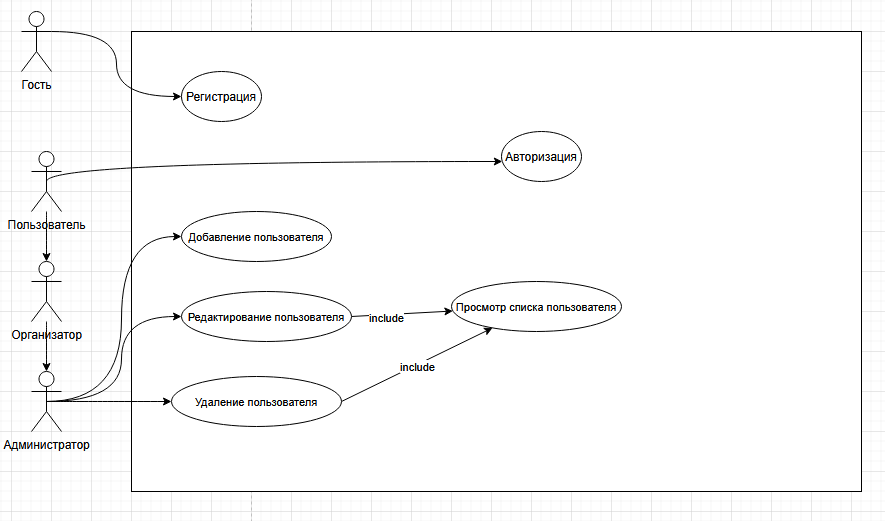 Гость
Регистрация
Авторизация
Пользователь
Добавление пользователя
Организатор
Редактирование пользователя
include
Просмотр списка пользователя
include
Администратор
Удаление пользователя